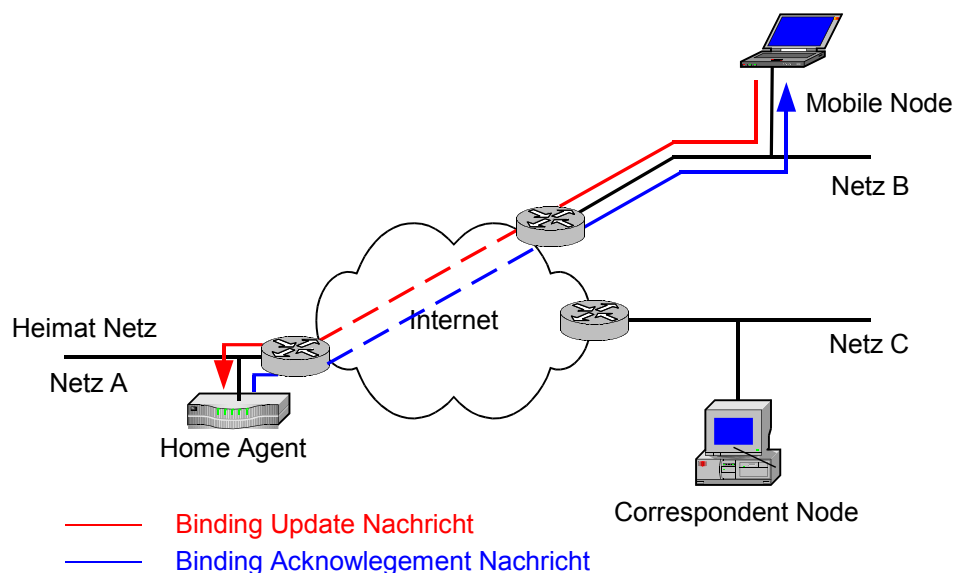 Mobile Node
Netz B
Internet
Heimat Netz
Netz A
Netz C
Home Agent
Correspondent Node
Binding Update Nachricht
Binding Acknowlegement Nachricht